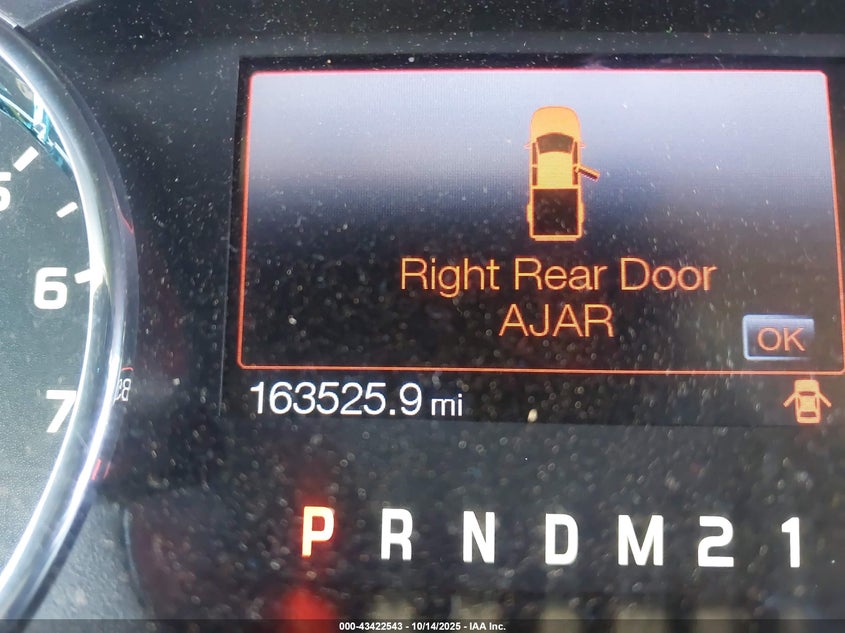 5
6
7
Right Rear Door
AJAR
OK
163525.9 mi
P R N D M 2 1
000-43422543 - 10/14/2025 - IAA Inc.